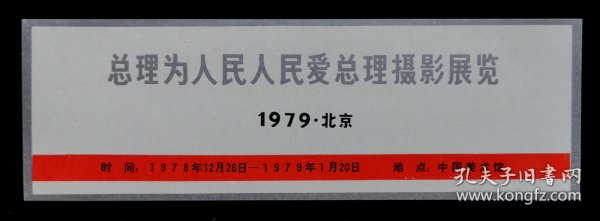 总理为人民人民爱总理摄影展览
1979·北京
时 间：1978年12月26日—1979年1月20日 地 点：中国美术馆
孔夫子旧书网
www.kongfz.com